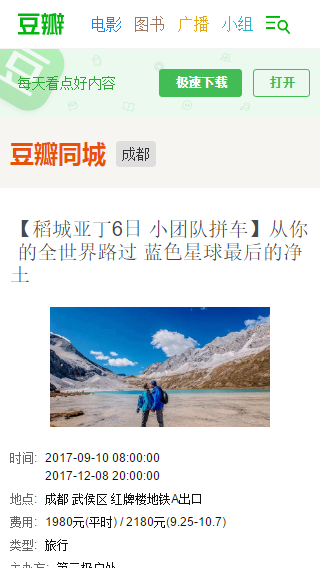 豆瓣 电影 图书 广播 小组
每天看点好内容 极速下载 打开
豆瓣同城 成都
【稻城亚丁6日 小团队拼车】从你
的全世界路过 蓝色星球最后的净
土
时间: 2017-09-10 08:00:00
2017-12-08 20:00:00
地点: 成都 武侯区 红牌楼地铁A出口
费用: 1980元(平时) / 2180元(9.25-10.7)
类型: 旅行
主办方: 第三极户外